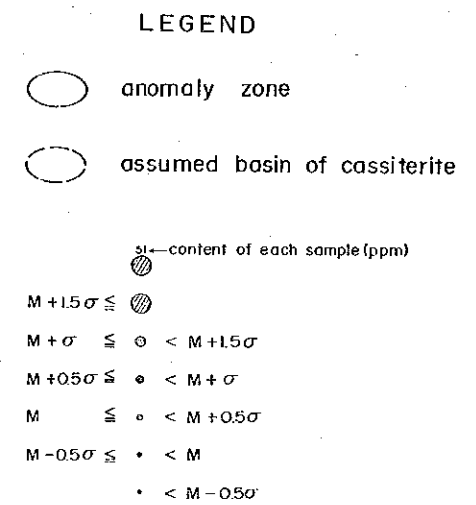 LEGEND
anomaly zone
assumed basin of cassiterite
51←content of each sample (ppm)
M+1.5σ ≦
M+σ ≦ < M+1.5σ
M+0.5σ ≦ < M+σ
M ≦ < M+0.5σ
M-0.5σ ≦ < M
< M-0.5σ